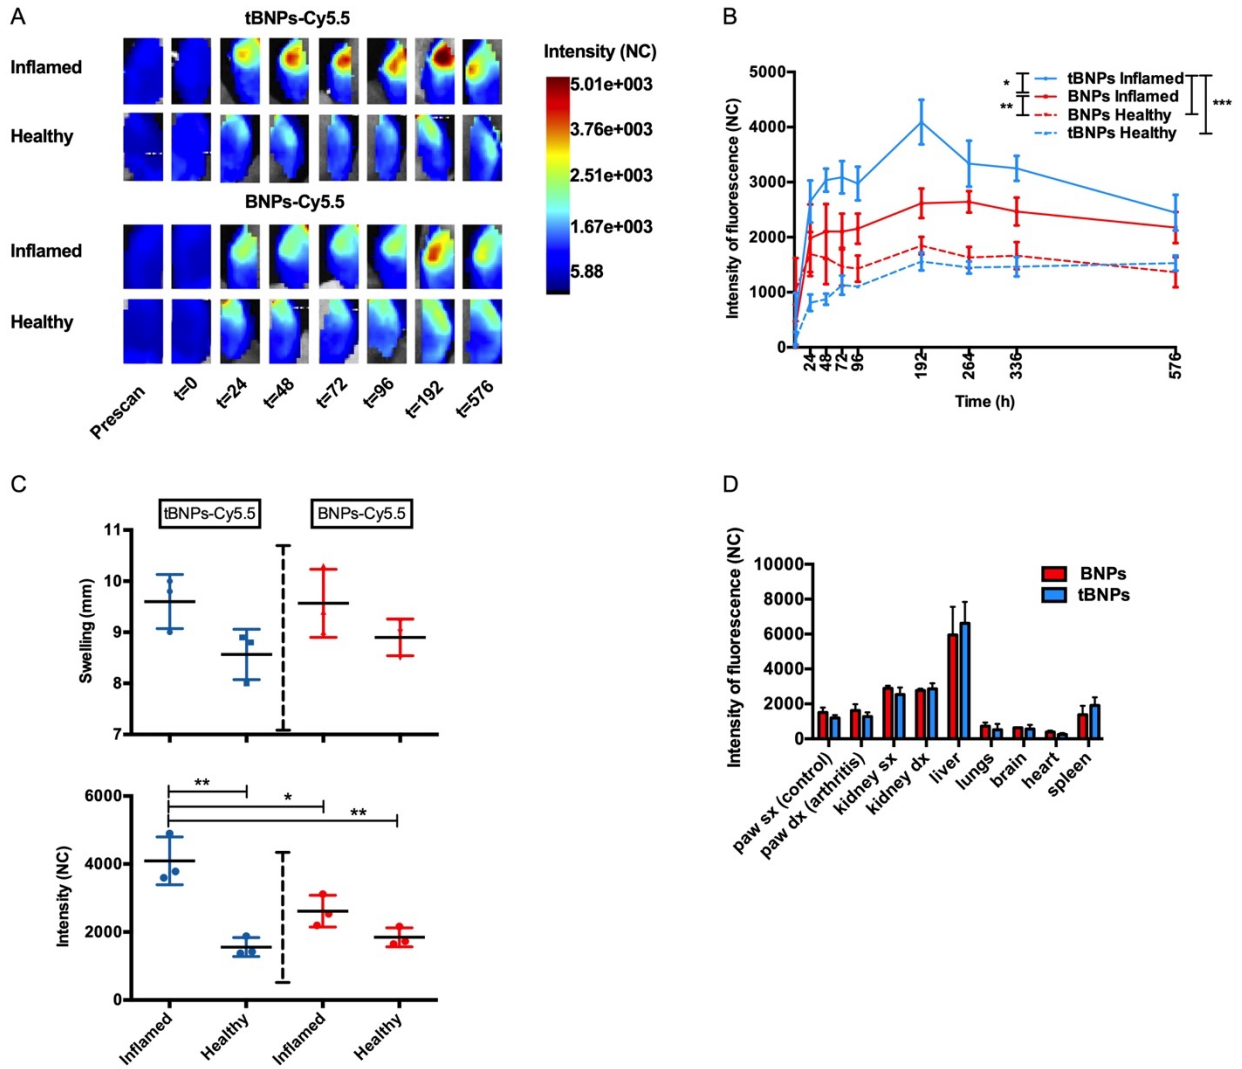 A
tBNPs-Cy5.5
Inflamed
Healthy
BNPs-Cy5.5
Inflamed
Healthy
Prescan
t=0
t=24
t=48
t=72
t=96
t=192
t=576
Intensity (NC)
5.01e+003
3.76e+003
2.51e+003
1.67e+003
5.88
B
Intensity of fluorescence (NC)
5000
4000
3000
2000
1000
0
24
48
72
96
192
264
336
576
Time (h)
tBNPs Inflamed
BNPs Inflamed
BNPs Healthy
tBNPs Healthy
*
**
***
C
tBNPs-Cy5.5
BNPs-Cy5.5
Swelling (mm)
11
10
9
8
7
Intensity (NC)
6000
4000
2000
0
**
*
**
Inflamed
Healthy
Inflamed
Healthy
D
Intensity of fluorescence (NC)
10000
8000
6000
4000
2000
0
BNPs
tBNPs
paw sx (control)
paw dx (arthritis)
kidney sx
kidney dx
liver
lungs
brain
heart
spleen